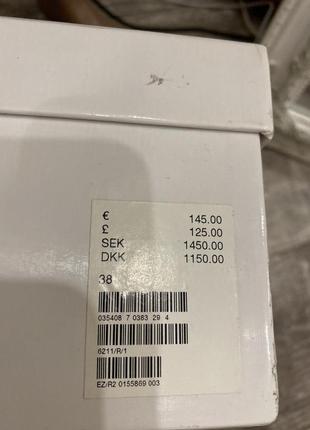 € 145.00
£ 125.00
SEK 1450.00
DKK 1150.00
38
035408 7 0383 29 4
6211/R/1
EZ/R2 0155869 003